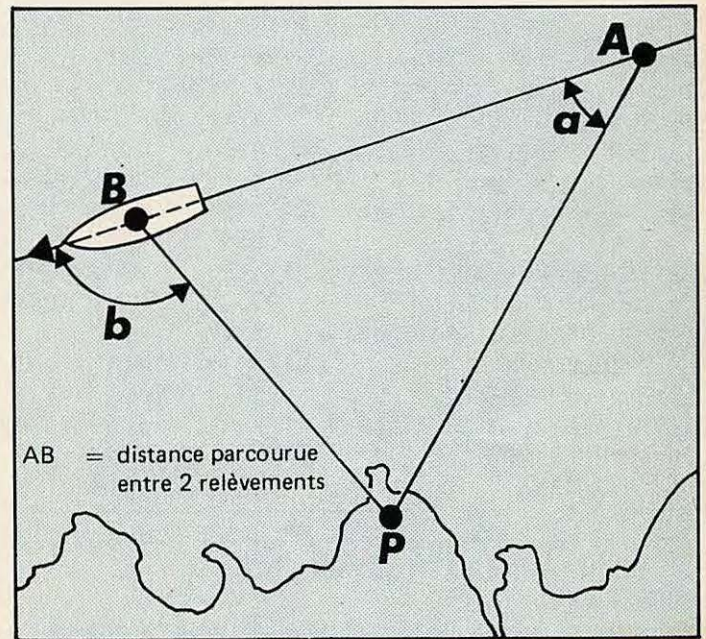 A
a
B
b
AB = distance parcourue
entre 2 relèvements
P